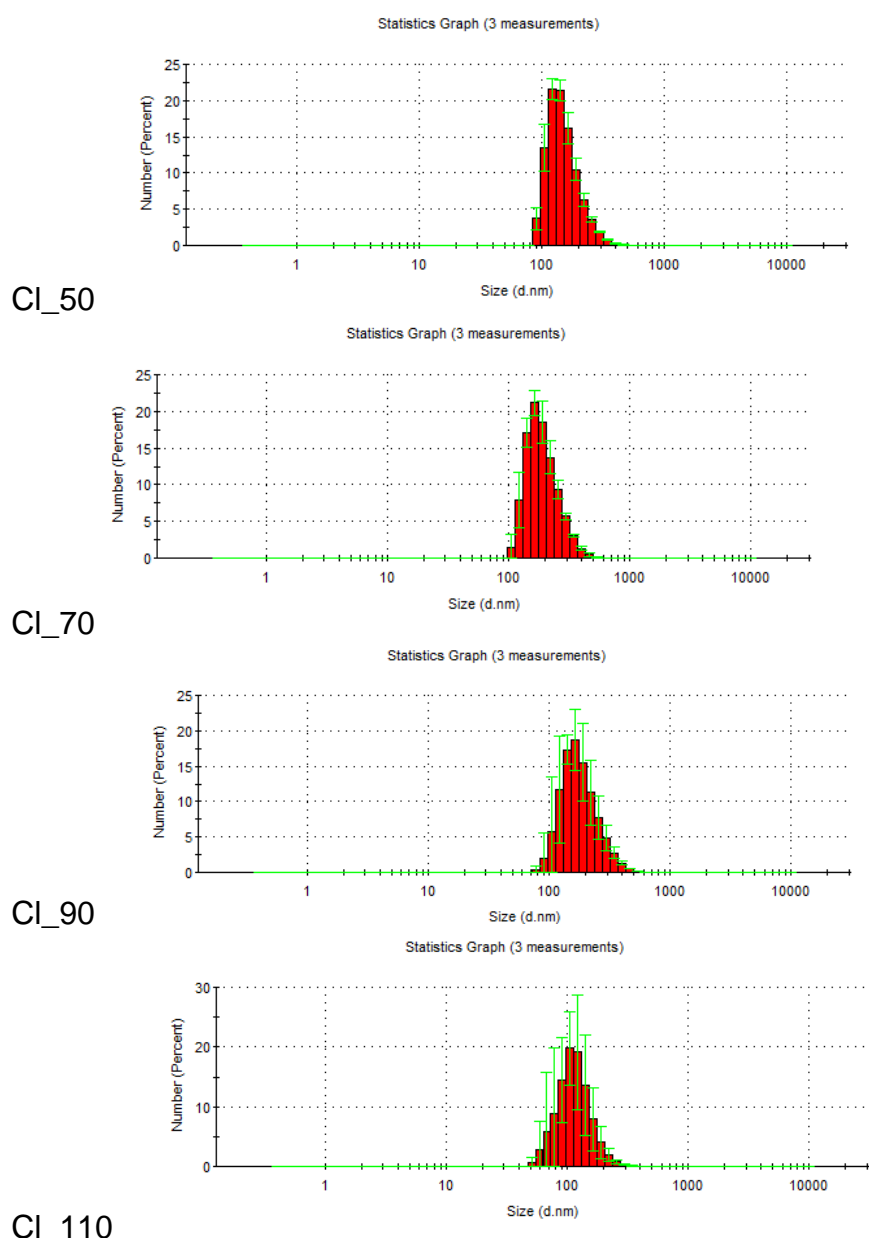 Statistics Graph (3 measurements)
Number (Percent)
25
20
15
10
5
0
1 10 100 1000 10000
Size (d.nm)
Cl_50
Statistics Graph (3 measurements)
Number (Percent)
25
20
15
10
5
0
1 10 100 1000 10000
Size (d.nm)
Cl_70
Statistics Graph (3 measurements)
Number (Percent)
25
20
15
10
5
0
1 10 100 1000 10000
Size (d.nm)
Cl_90
Statistics Graph (3 measurements)
Number (Percent)
30
20
10
0
1 10 100 1000 10000
Size (d.nm)
Cl_110